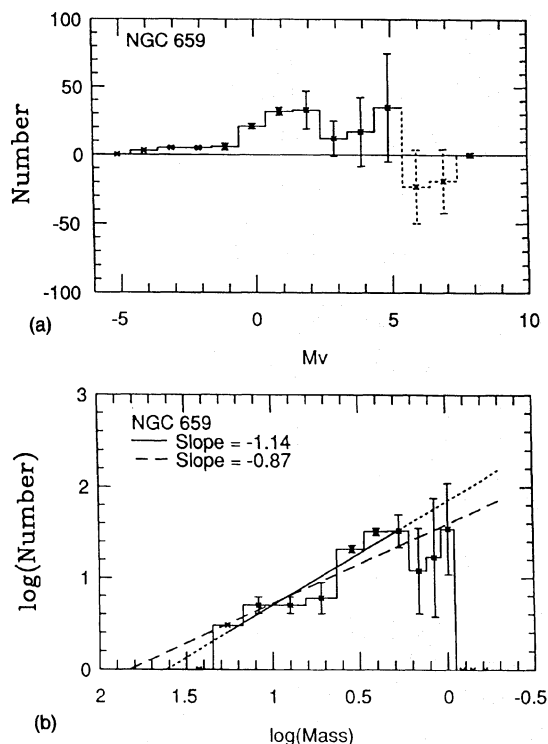 NGC 659
100
50
0
-50
-100
Number
-5
0
5
10
Mv
(a)
NGC 659
Slope = -1.14
Slope = -0.87
3
2
1
0
log(Number)
2
1.5
1
0.5
0
-0.5
log(Mass)
(b)